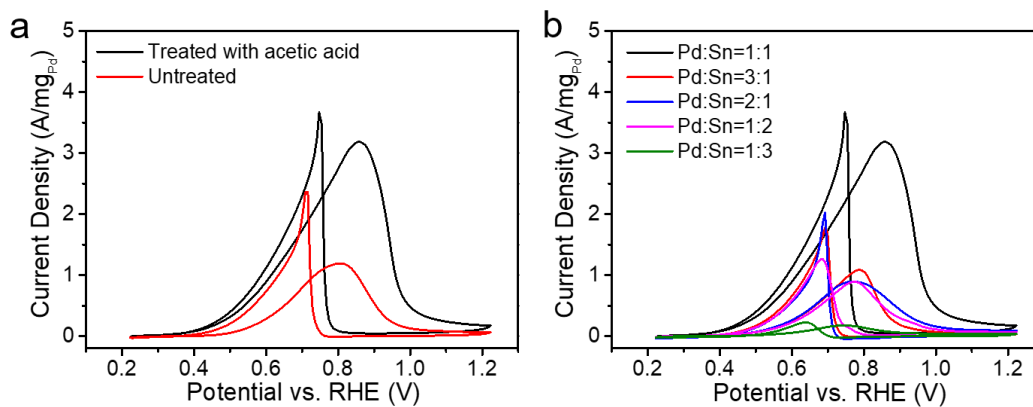 a
Treated with acetic acid
Untreated
Current Density (A/mgPd)
5
4
3
2
1
0
0.2 0.4 0.6 0.8 1.0 1.2
Potential vs. RHE (V)
b
Pd:Sn=1:1
Pd:Sn=3:1
Pd:Sn=2:1
Pd:Sn=1:2
Pd:Sn=1:3
Current Density (A/mgPd)
5
4
3
2
1
0
0.2 0.4 0.6 0.8 1.0 1.2
Potential vs. RHE (V)